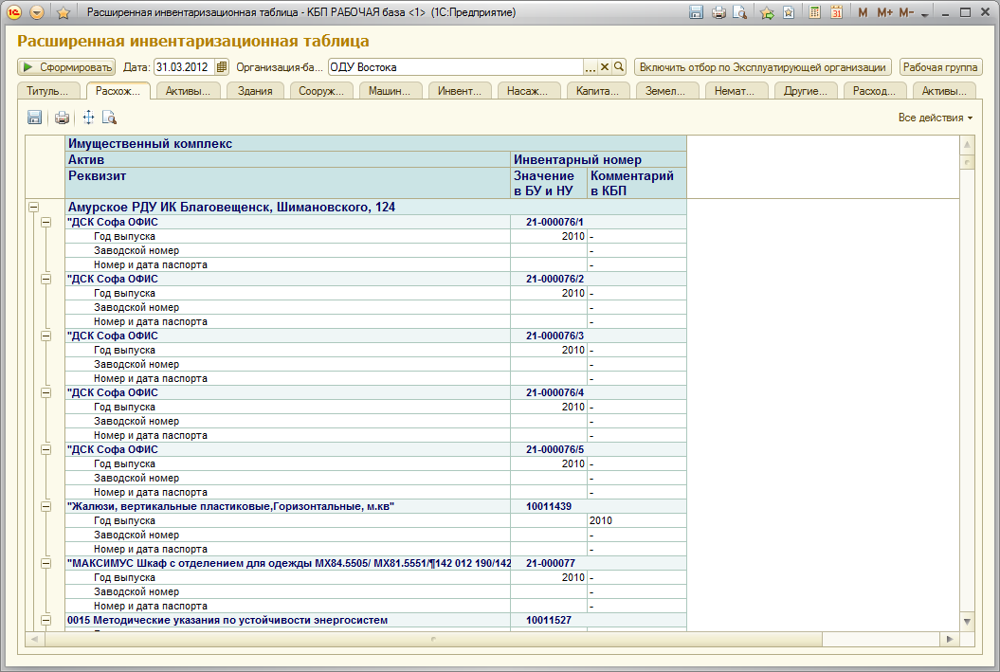 Расширенная инвентаризационная таблица - КБП РАБОЧАЯ база <1> (1С:Предприятие)
M M+ M-
Расширенная инвентаризационная таблица
Сформировать Дата: 31.03.2012 Организация-ба... ОДУ Востока ... Включить отбор по Эксплуатирующей организации Рабочая группа
Титуль... Расхож... Активы... Здания Сооруж... Машин... Инвент... Насаж... Капита... Земел... Немат... Другие... Расход... Активы...
Все действия
Имущественный комплекс
Актив Инвентарный номер
Реквизит Значение в БУ и НУ Комментарий в КБП
Амурское РДУ ИК Благовещенск, Шимановского, 124
"ДСК Софа ОФИС 21-000076/1
Год выпуска 2010 -
Заводской номер -
Номер и дата паспорта -
"ДСК Софа ОФИС 21-000076/2
Год выпуска 2010 -
Заводской номер -
Номер и дата паспорта -
"ДСК Софа ОФИС 21-000076/3
Год выпуска 2010 -
Заводской номер -
Номер и дата паспорта -
"ДСК Софа ОФИС 21-000076/4
Год выпуска 2010 -
Заводской номер -
Номер и дата паспорта -
"ДСК Софа ОФИС 21-000076/5
Год выпуска 2010 -
Заводской номер -
Номер и дата паспорта -
"Жалюзи, вертикальные пластиковые,Горизонтальные, м.кв" 10011439
Год выпуска 2010
Заводской номер -
Номер и дата паспорта -
"МАКСИМУС Шкаф с отделением для одежды МХ84.5505/ МХ81.5551/¶142 012 190/142 21-000077
Год выпуска 2010 -
Заводской номер -
Номер и дата паспорта -
0015 Методические указания по устойчивости энергосистем 10011527